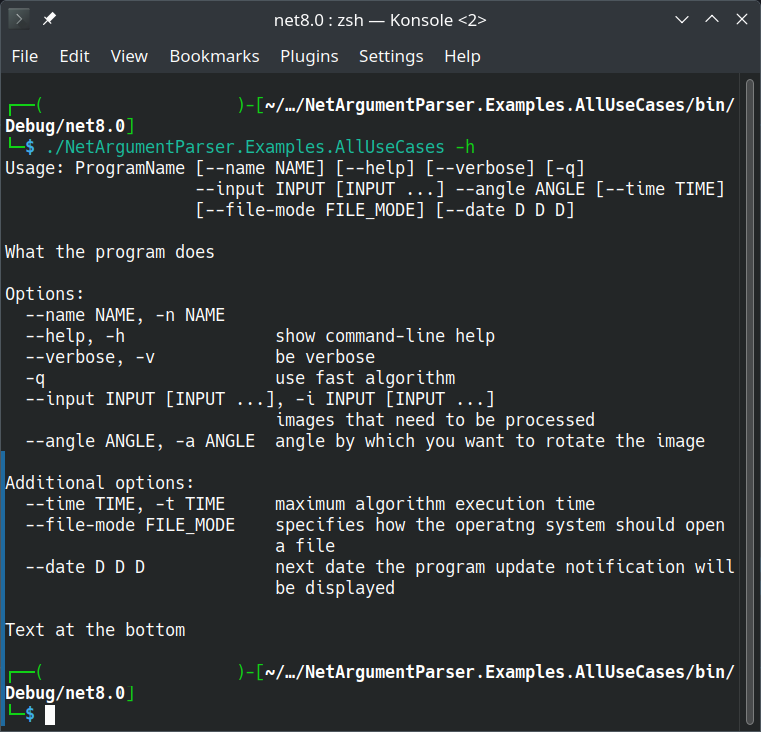 net8.0 : zsh — Konsole <2>
File Edit View Bookmarks Plugins Settings Help
┌──( )-[~/…/NetArgumentParser.Examples.AllUseCases/bin/
Debug/net8.0]
└─$ ./NetArgumentParser.Examples.AllUseCases -h
Usage: ProgramName [--name NAME] [--help] [--verbose] [-q]
                   --input INPUT [INPUT ...] --angle ANGLE [--time TIME]
                   [--file-mode FILE_MODE] [--date D D D]

What the program does

Options:
  --name NAME, -n NAME
  --help, -h               show command-line help
  --verbose, -v            be verbose
  -q                       use fast algorithm
  --input INPUT [INPUT ...], -i INPUT [INPUT ...]
                           images that need to be processed
  --angle ANGLE, -a ANGLE  angle by which you want to rotate the image

Additional options:
  --time TIME, -t TIME     maximum algorithm execution time
  --file-mode FILE_MODE    specifies how the operatng system should open
                           a file
  --date D D D             next date the program update notification will
                           be displayed

Text at the bottom

┌──( )-[~/…/NetArgumentParser.Examples.AllUseCases/bin/
Debug/net8.0]
└─$